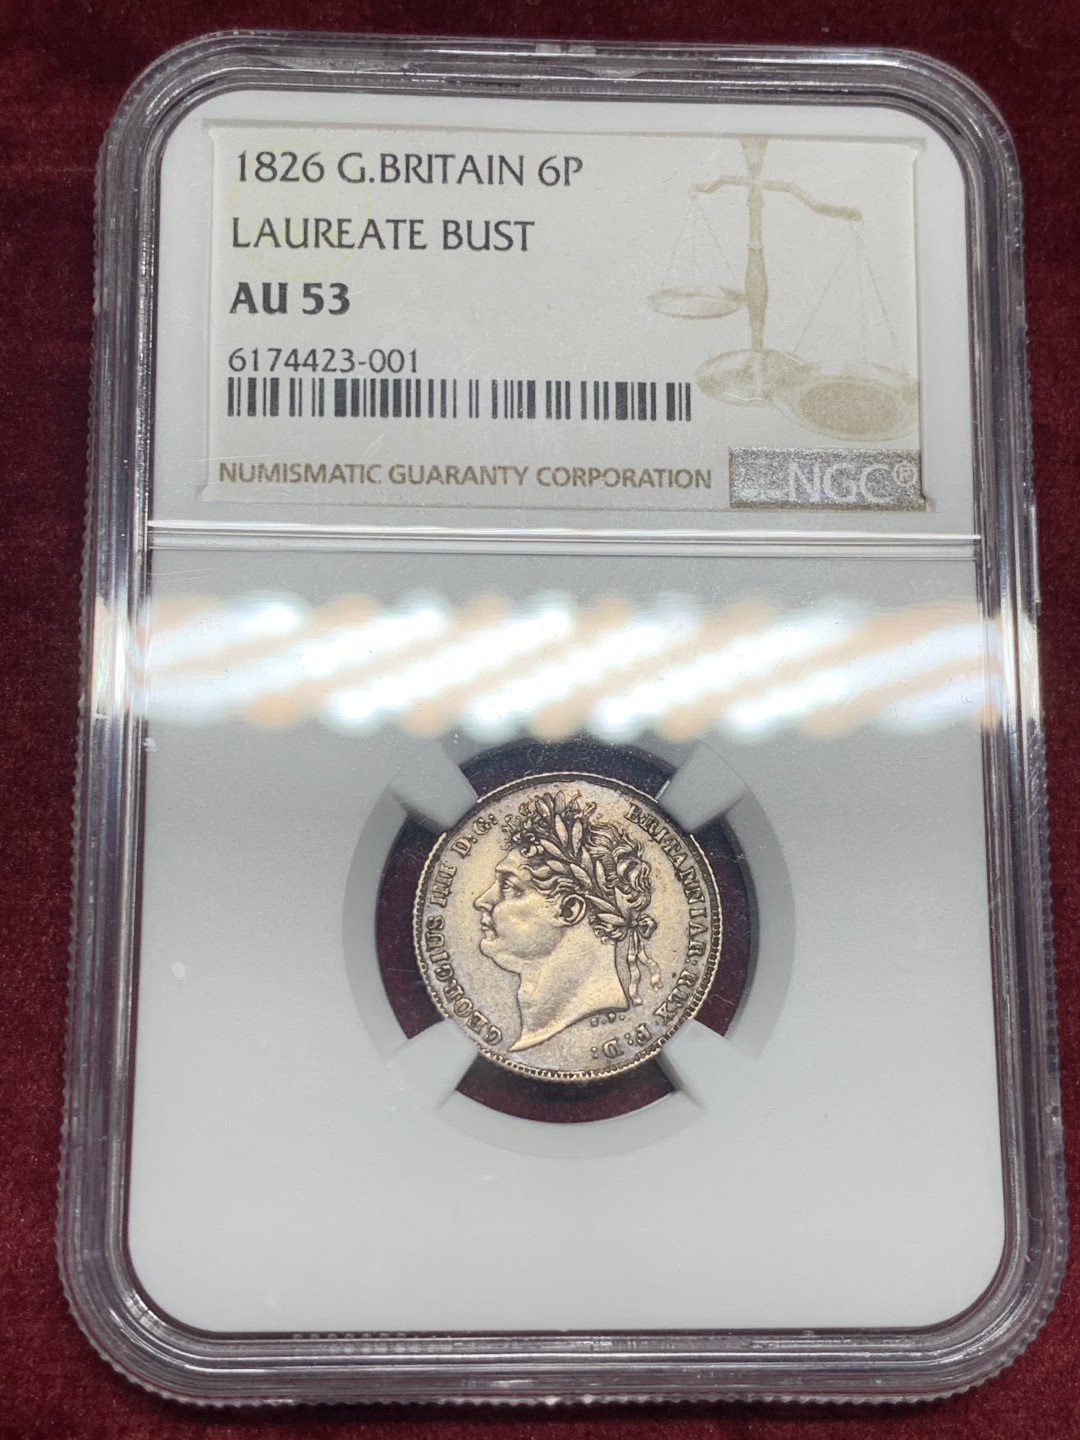 1826 G.BRITAIN 6P
LAUREATE BUST
AU 53
6174423-001
NUMISMATIC GUARANTY CORPORATION
NGC®
GEORGIUS IIII D:G: BRITANNIAR: REX F:D:
B.P.